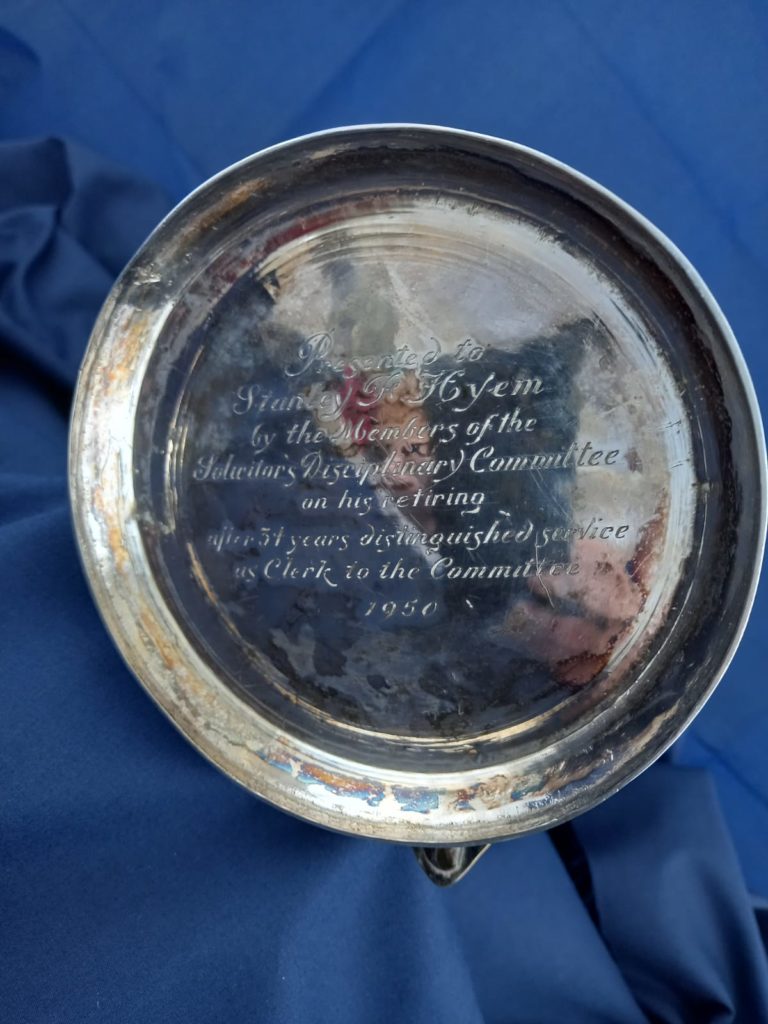 Presented to
Stanley F. Hyem
by the Members of the
Solicitor's Disciplinary Committee
on his retiring
after 31 years distinguished service
as Clerk to the Committee
1950